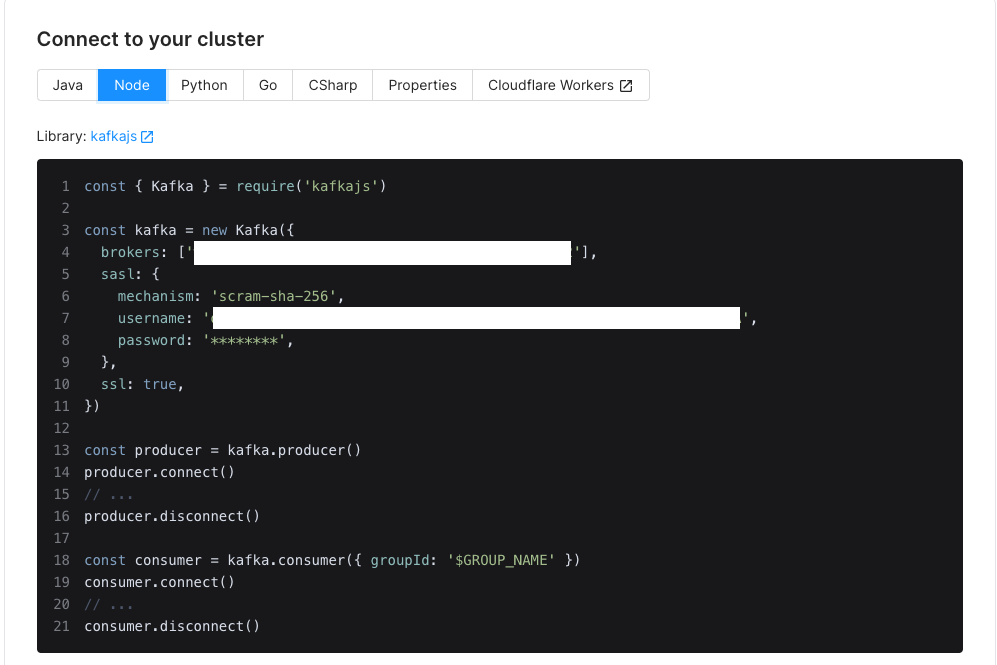 Connect to your cluster
Java Node Python Go CSharp Properties Cloudflare Workers
Library: kafkajs
1 const { Kafka } = require('kafkajs')
2
3 const kafka = new Kafka({
4 brokers: [' '],
5 sasl: {
6 mechanism: 'scram-sha-256',
7 username: ' ',
8 password: '********',
9 },
10 ssl: true,
11 })
12
13 const producer = kafka.producer()
14 producer.connect()
15 // ...
16 producer.disconnect()
17
18 const consumer = kafka.consumer({ groupId: '$GROUP_NAME' })
19 consumer.connect()
20 // ...
21 consumer.disconnect()